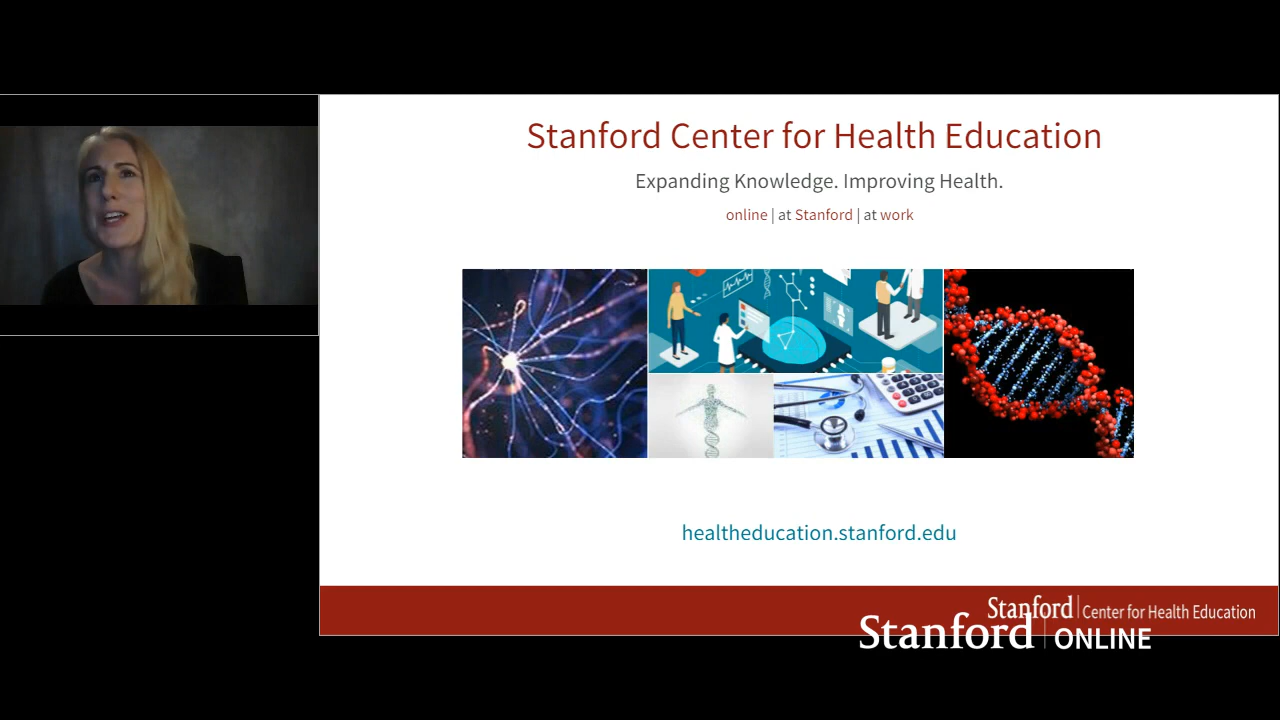 Stanford Center for Health Education
Expanding Knowledge. Improving Health.
online | at Stanford | at work
healtheducation.stanford.edu
Stanford | Center for Health Education
Stanford | ONLINE